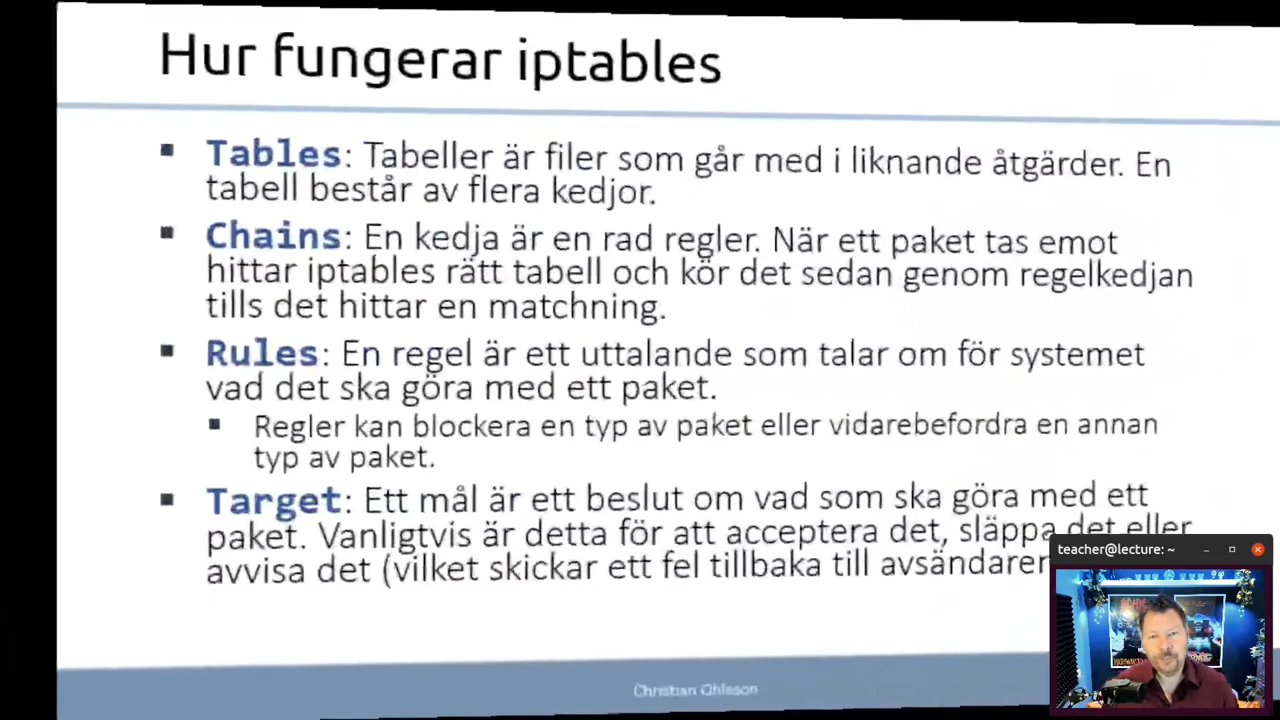 Hur fungerar iptables
Tables: Tabeller är filer som går med i liknande åtgärder. En
tabell består av flera kedjor.
Chains: En kedja är en rad regler. När ett paket tas emot
hittar iptables rätt tabell och kör det sedan genom regelkedjan
tills det hittar en matchning.
Rules: En regel är ett uttalande som talar om för systemet
vad det ska göra med ett paket.
Regler kan blockera en typ av paket eller vidarebefordra en annan
typ av paket.
Target: Ett mål är ett beslut om vad som ska göra med ett
paket. Vanligtvis är detta för att acceptera det, släppa det eller
avvisa det (vilket skickar ett fel tillbaka till avsändaren
teacher@lecture: ~
Christian Ohlsson